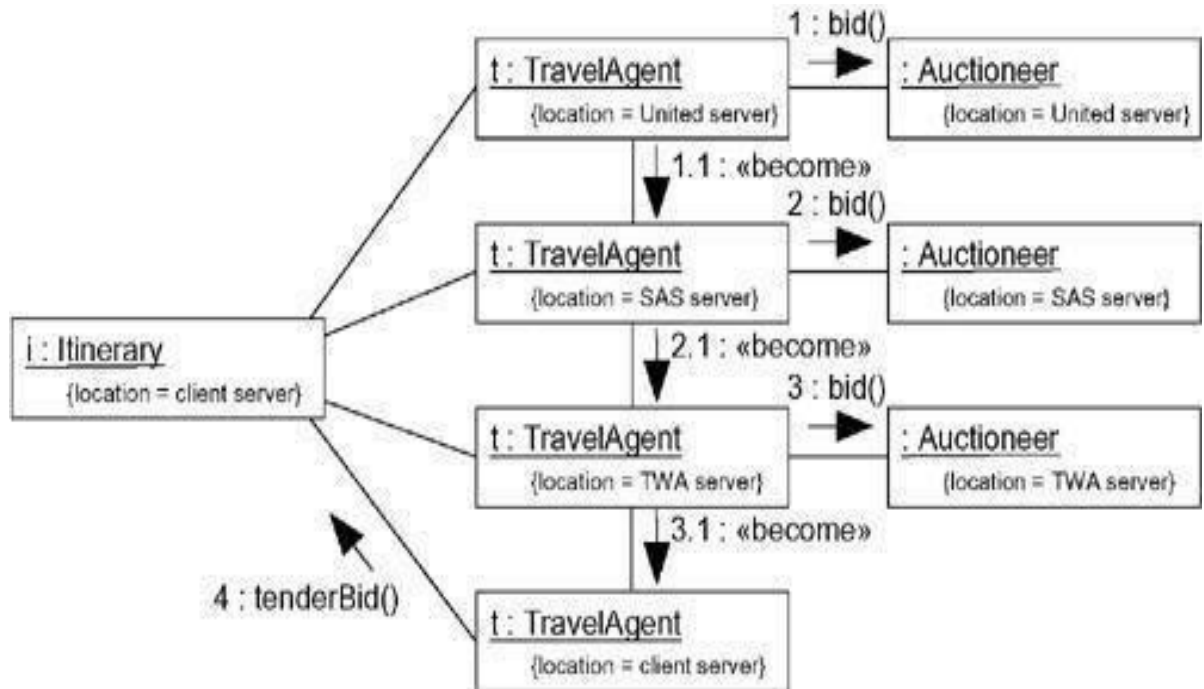 1 : bid()
t : TravelAgent
{location = United server}
: Auctioneer
{location = United server}
1.1 : «become»
2 : bid()
t : TravelAgent
{location = SAS server}
: Auctioneer
{location = SAS server}
i : Itinerary
{location = client server}
2.1 : «become»
3 : bid()
t : TravelAgent
{location = TWA server}
: Auctioneer
{location = TWA server}
3.1 : «become»
4 : tenderBid()
t : TravelAgent
{location = client server}